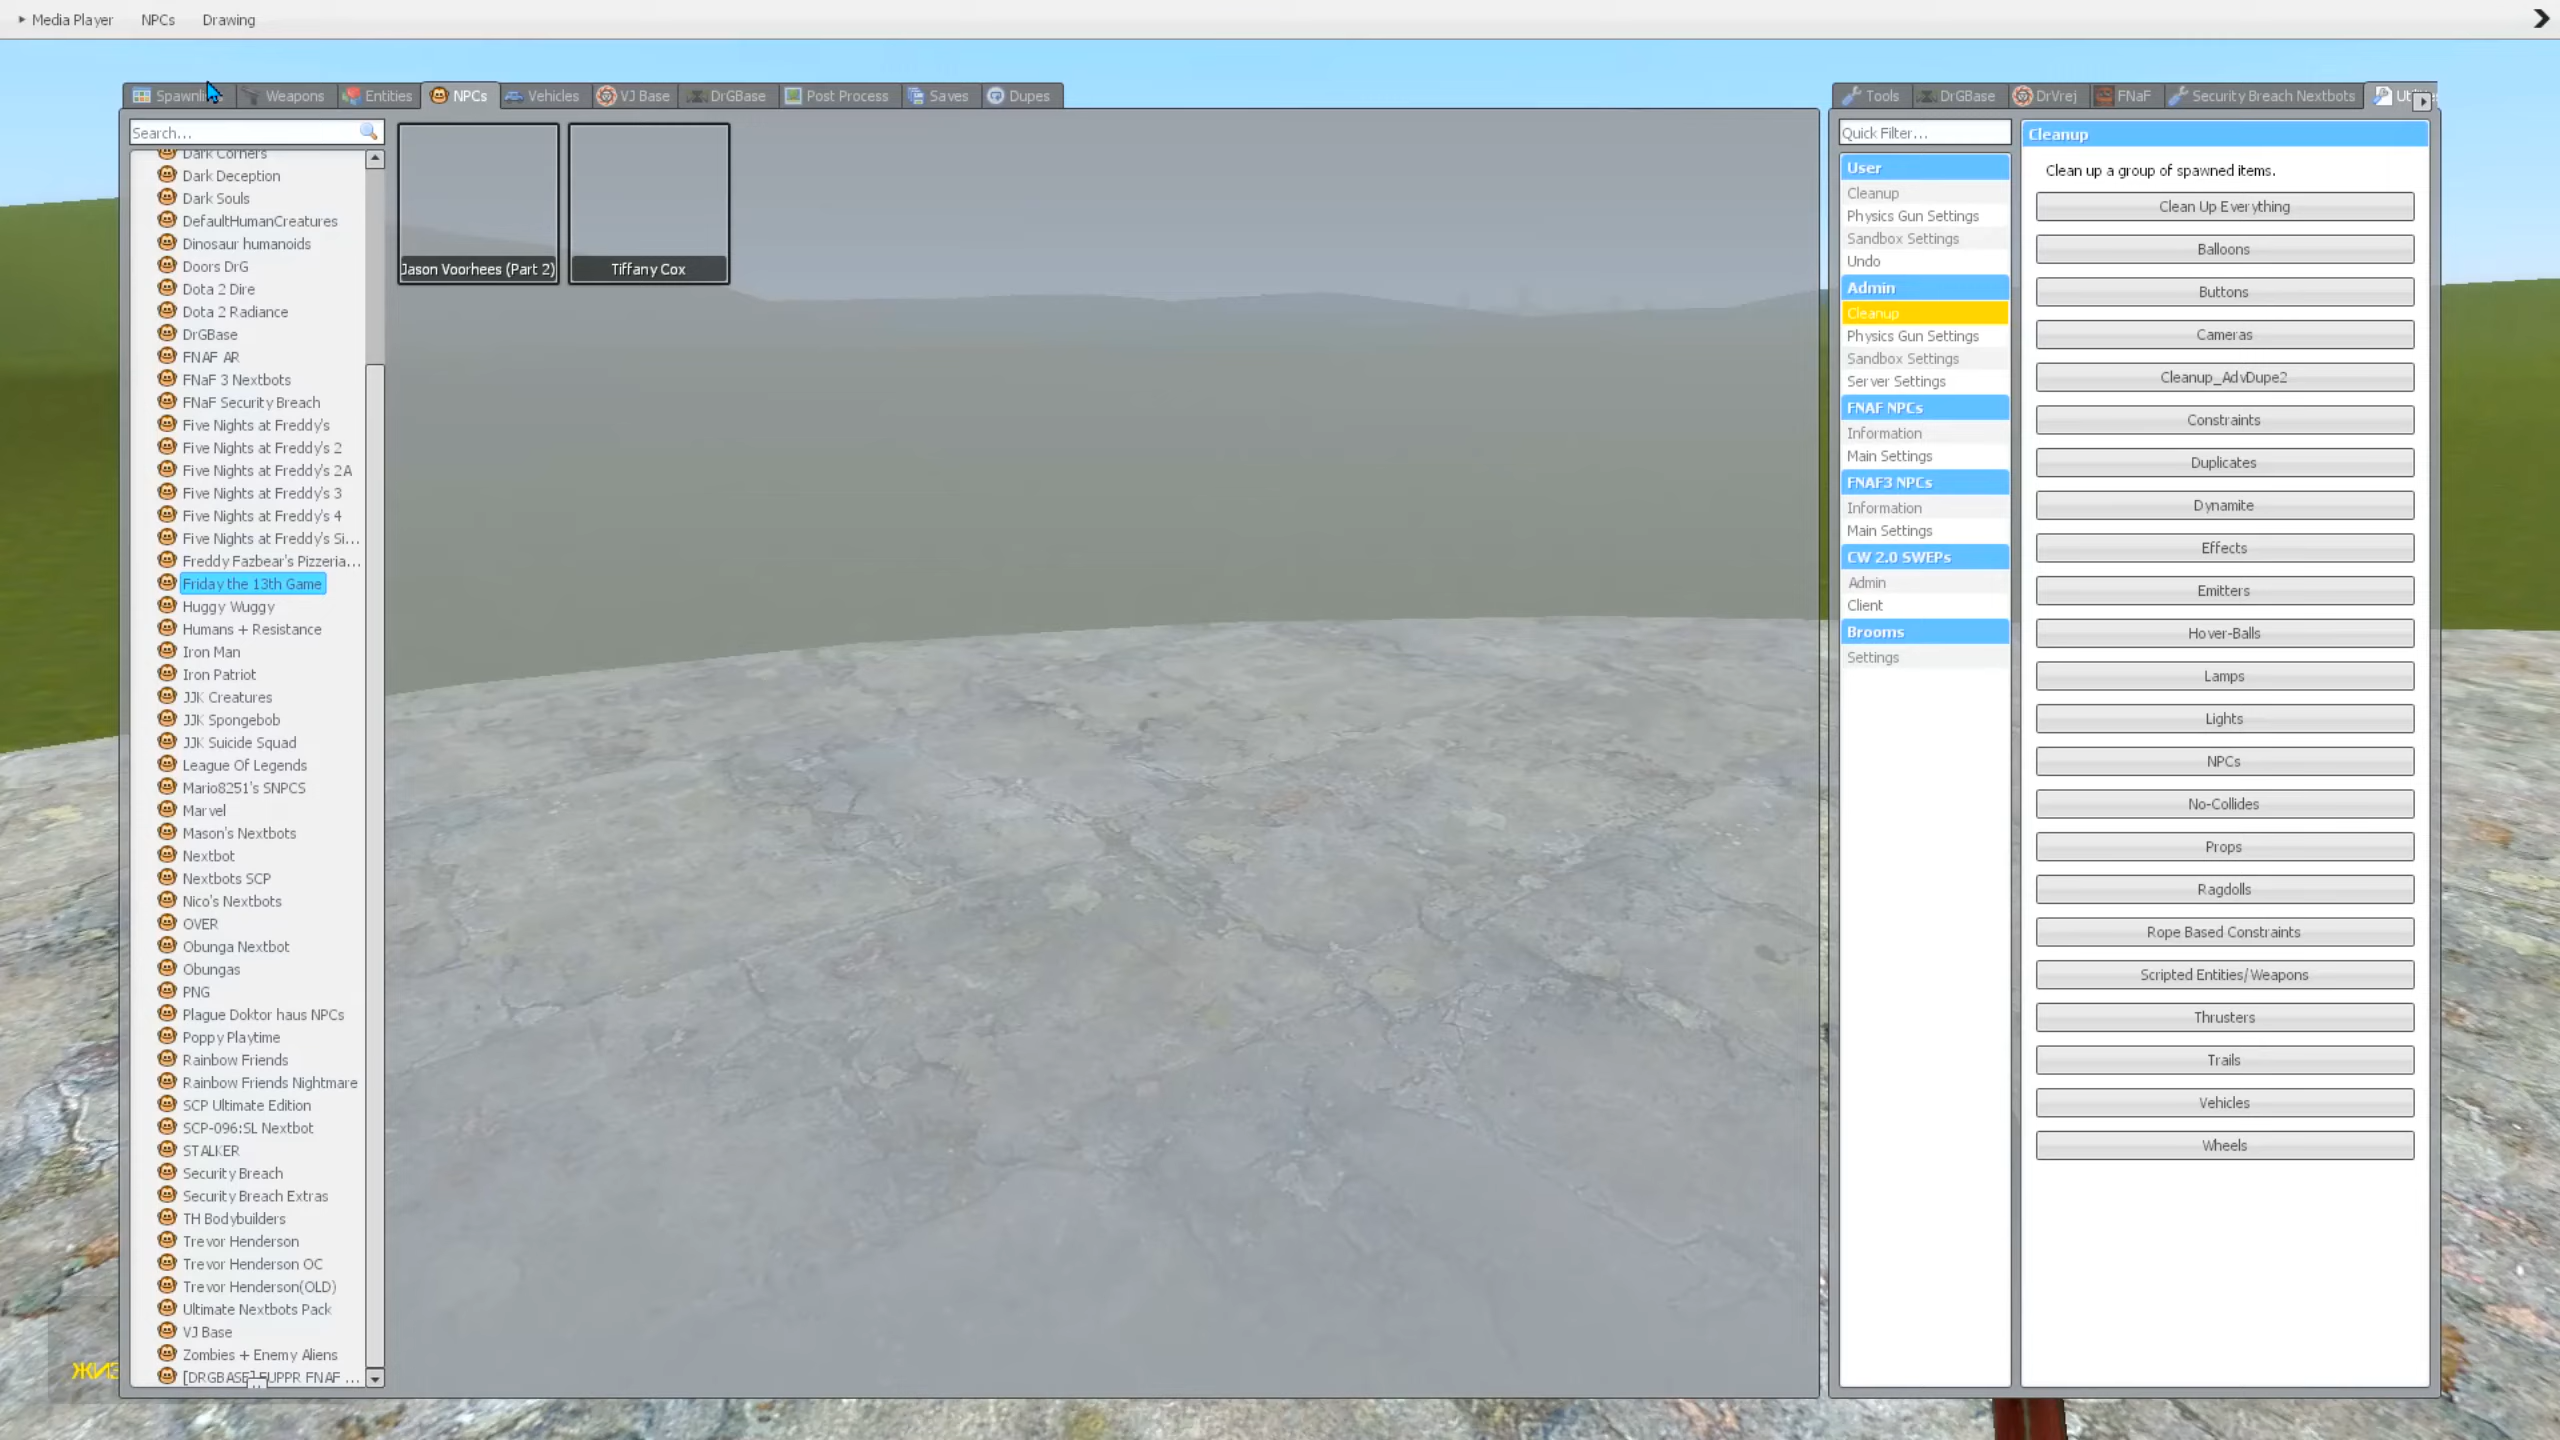 Media Player NPCs Drawing
Weapons Entities NPCs Vehicles VJ Base DrGBase Post Process Saves Dupes
Search...
Dark Corners
Dark Deception
Dark Souls
DefaultHumanCreatures
Dinosaur humanoids
Doors DrG
Dota 2 Dire
Dota 2 Radiance
DrGBase
FNAF AR
FNaF 3 Nextbots
FNaF Security Breach
Five Nights at Freddy's
Five Nights at Freddy's 2
Five Nights at Freddy's 2A
Five Nights at Freddy's 3
Five Nights at Freddy's 4
Five Nights at Freddy's Si...
Freddy Fazbear's Pizzeria...
Friday the 13th Game
Huggy Wuggy
Humans + Resistance
Iron Man
Iron Patriot
JJK Creatures
JJK Spongebob
JJK Suicide Squad
League Of Legends
Mario8251's SNPCS
Marvel
Mason's Nextbots
Nextbot
Nextbots SCP
Nico's Nextbots
OVER
Obunga Nextbot
Obungas
PNG
Plague Doktor haus NPCs
Poppy Playtime
Rainbow Friends
Rainbow Friends Nightmare
SCP Ultimate Edition
SCP-096:SL Nextbot
STALKER
Security Breach
Security Breach Extras
TH Bodybuilders
Trevor Henderson
Trevor Henderson OC
Trevor Henderson(OLD)
Ultimate Nextbots Pack
VJ Base
Zombies + Enemy Aliens
FNAF ...
Jason Voorhees (Part 2)
Tiffany Cox
Tools DrGBase DrVrej FNaF Security Breach Nextbots
Quick Filter...
User
Cleanup
Physics Gun Settings
Sandbox Settings
Undo
Admin
Cleanup
Physics Gun Settings
Sandbox Settings
Server Settings
FNAF NPCs
Information
Main Settings
FNAF3 NPCs
Information
Main Settings
CW 2.0 SWEPs
Admin
Client
Brooms
Settings
Cleanup
Clean up a group of spawned items.
Clean Up Everything
Balloons
Buttons
Cameras
Cleanup_AdvDupe2
Constraints
Duplicates
Dynamite
Effects
Emitters
Hover-Balls
Lamps
Lights
NPCs
No-Collides
Props
Ragdolls
Rope Based Constraints
Scripted Entities/Weapons
Thrusters
Trails
Vehicles
Wheels